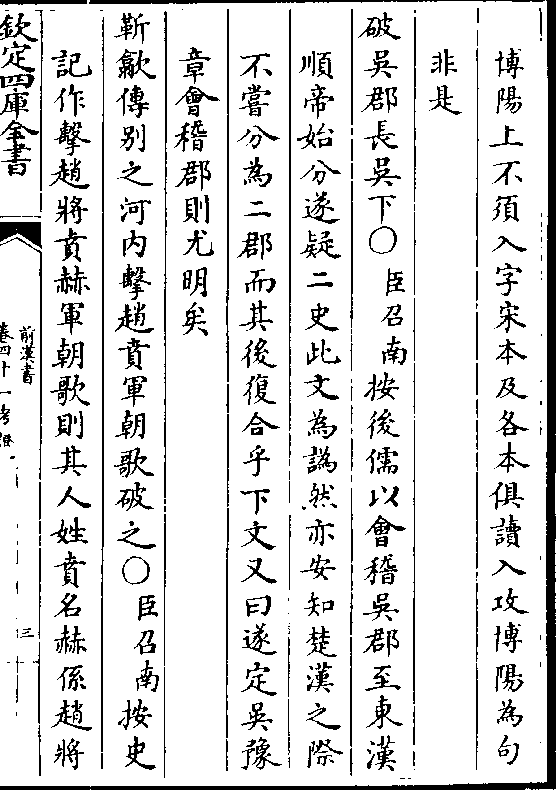 博陽上不須入字宋本及各本俱讀入攻博陽為句
非是
破吳郡長吳下○臣召南按後儒以會稽吳郡至東漢
順帝始分遂疑二史此文為譌然亦安知楚漢之際
不嘗分為二郡而其後復合乎下文又曰遂定吳豫
章會稽郡則尤明矣
靳歙傳別之河內擊趙賁軍朝歌破之○臣召南按史
記作擊趙將賁赫軍朝歌則其人姓賁名赫係趙將
欽定四庫全書
前漢書
卷四十一考證
三